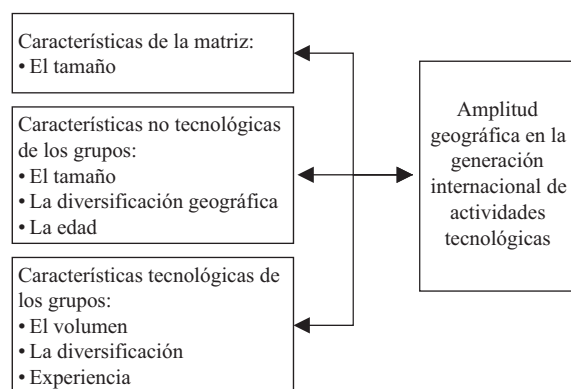 Características de la matriz:
• El tamaño
Características no tecnológicas
de los grupos:
• El tamaño
• La diversificación geográfica
• La edad
Características tecnológicas de
los grupos:
• El volumen
• La diversificación
• Experiencia
Amplitud
geográfica en la
generación
internacional de
actividades
tecnológicas